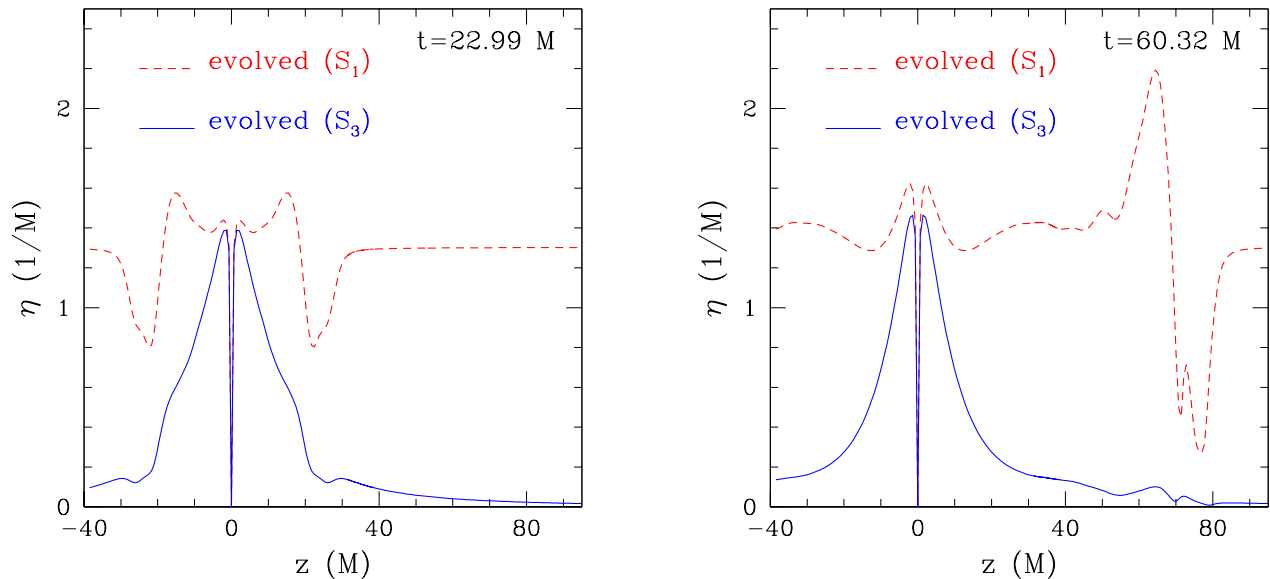 t=22.99 M
evolved (S₁)
evolved (S₃)
2
1
0
η (1/M)
−40
0
40
80
z (M)
t=60.32 M
evolved (S₁)
evolved (S₃)
2
1
0
η (1/M)
−40
0
40
80
z (M)